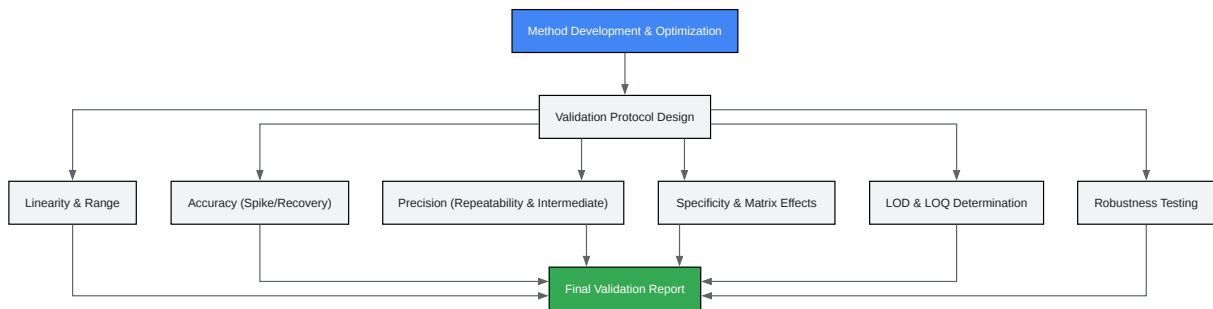 Method Development & Optimization
Validation Protocol Design
Linearity & Range
Accuracy (Spike/Recovery)
Precision (Repeatability & Intermediate)
Specificity & Matrix Effects
LOD & LOQ Determination
Robustness Testing
Final Validation Report